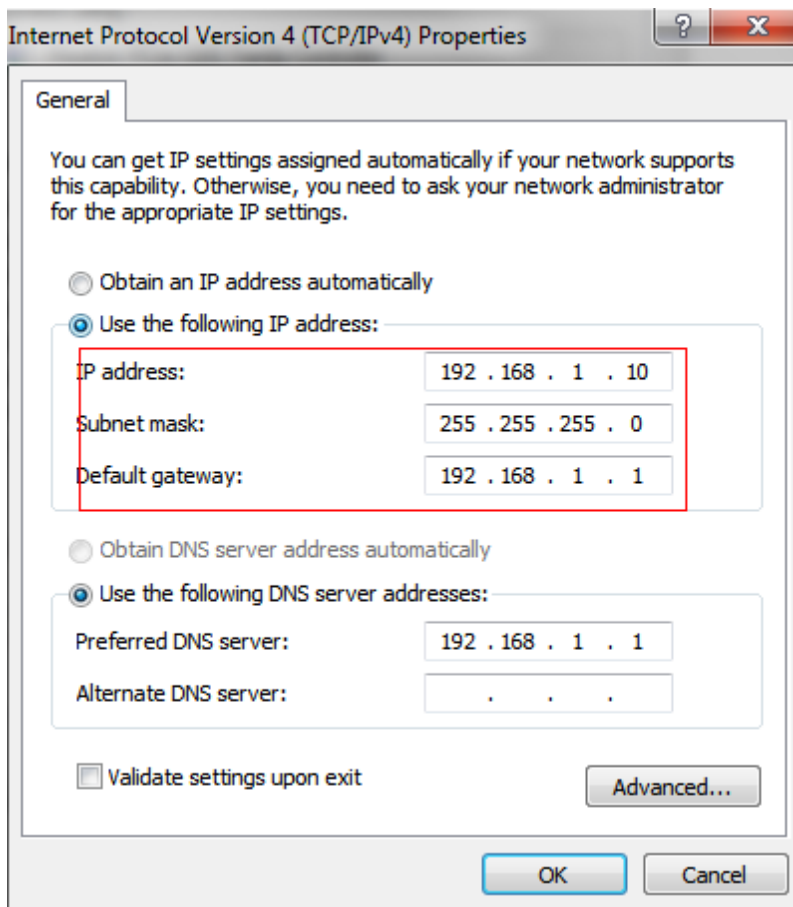 Internet Protocol Version 4 (TCP/IPv4) Properties
?
X
General
You can get IP settings assigned automatically if your network supports
this capability. Otherwise, you need to ask your network administrator
for the appropriate IP settings.
Obtain an IP address automatically
Use the following IP address:
IP address: 192 . 168 . 1 . 10
Subnet mask: 255 . 255 . 255 . 0
Default gateway: 192 . 168 . 1 . 1
Obtain DNS server address automatically
Use the following DNS server addresses:
Preferred DNS server: 192 . 168 . 1 . 1
Alternate DNS server: . . .
Validate settings upon exit
Advanced...
OK
Cancel